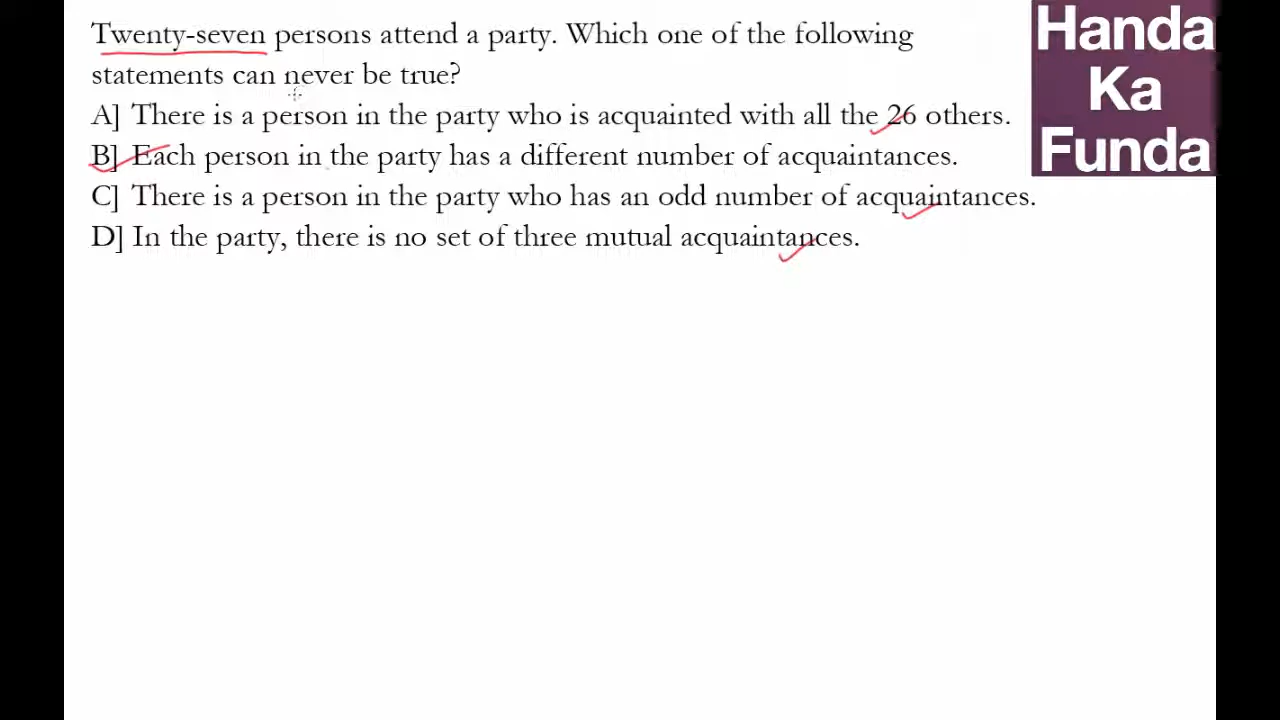 Twenty-seven persons attend a party. Which one of the following
statements can never be true?
A] There is a person in the party who is acquainted with all the 26 others.
B] Each person in the party has a different number of acquaintances.
C] There is a person in the party who has an odd number of acquaintances.
D] In the party, there is no set of three mutual acquaintances.
Handa
Ka
Funda